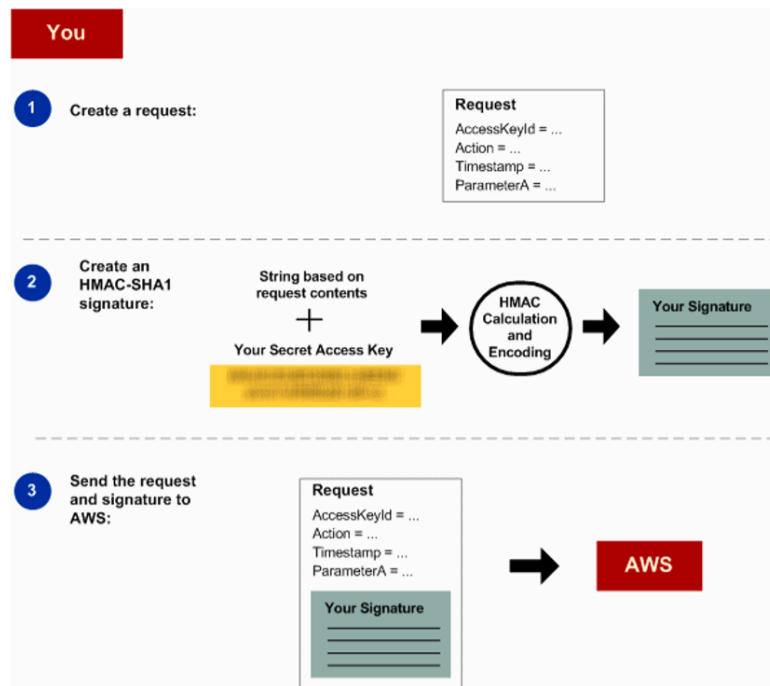 You
1
Create a request:
Request
AccessKeyId = ...
Action = ...
Timestamp = ...
ParameterA = ...
2
Create an
HMAC-SHA1
signature:
String based on
request contents
+
Your Secret Access Key
HMAC
Calculation
and
Encoding
Your Signature
3
Send the request
and signature to
AWS:
Request
AccessKeyId = ...
Action = ...
Timestamp = ...
ParameterA = ...
Your Signature
AWS